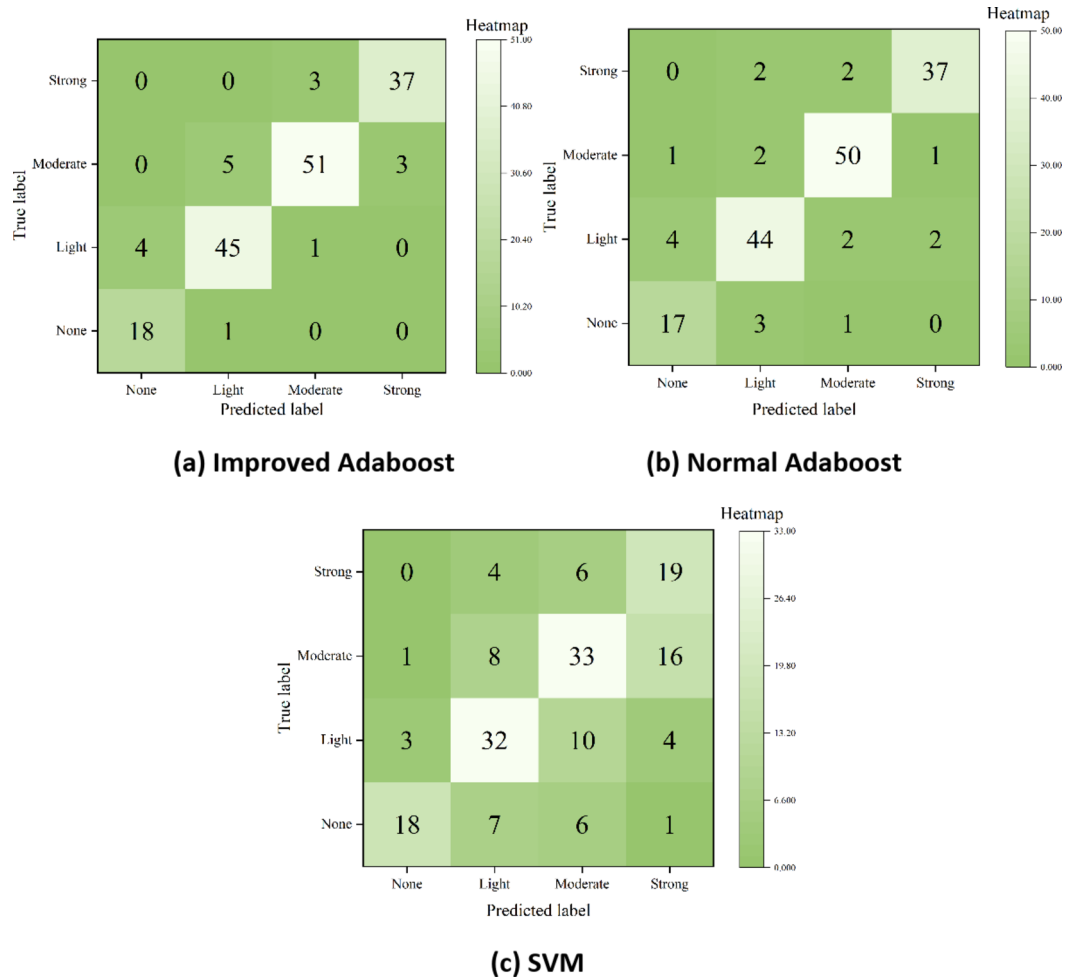 Heatmap
51.00
40.80
30.60
20.40
10.20
0.000
True label
Strong 0 0 3 37
Moderate 0 5 51 3
Light 4 45 1 0
None 18 1 0 0
None Light Moderate Strong
Predicted label
(a) Improved Adaboost
Heatmap
50.00
40.00
30.00
20.00
10.00
0.000
True label
Strong 0 2 2 37
Moderate 1 2 50 1
Light 4 44 2 2
None 17 3 1 0
None Light Moderate Strong
Predicted label
(b) Normal Adaboost
Heatmap
33.00
26.40
19.80
13.20
6.600
0.000
True label
Strong 0 4 6 19
Moderate 1 8 33 16
Light 3 32 10 4
None 18 7 6 1
None Light Moderate Strong
Predicted label
(c) SVM